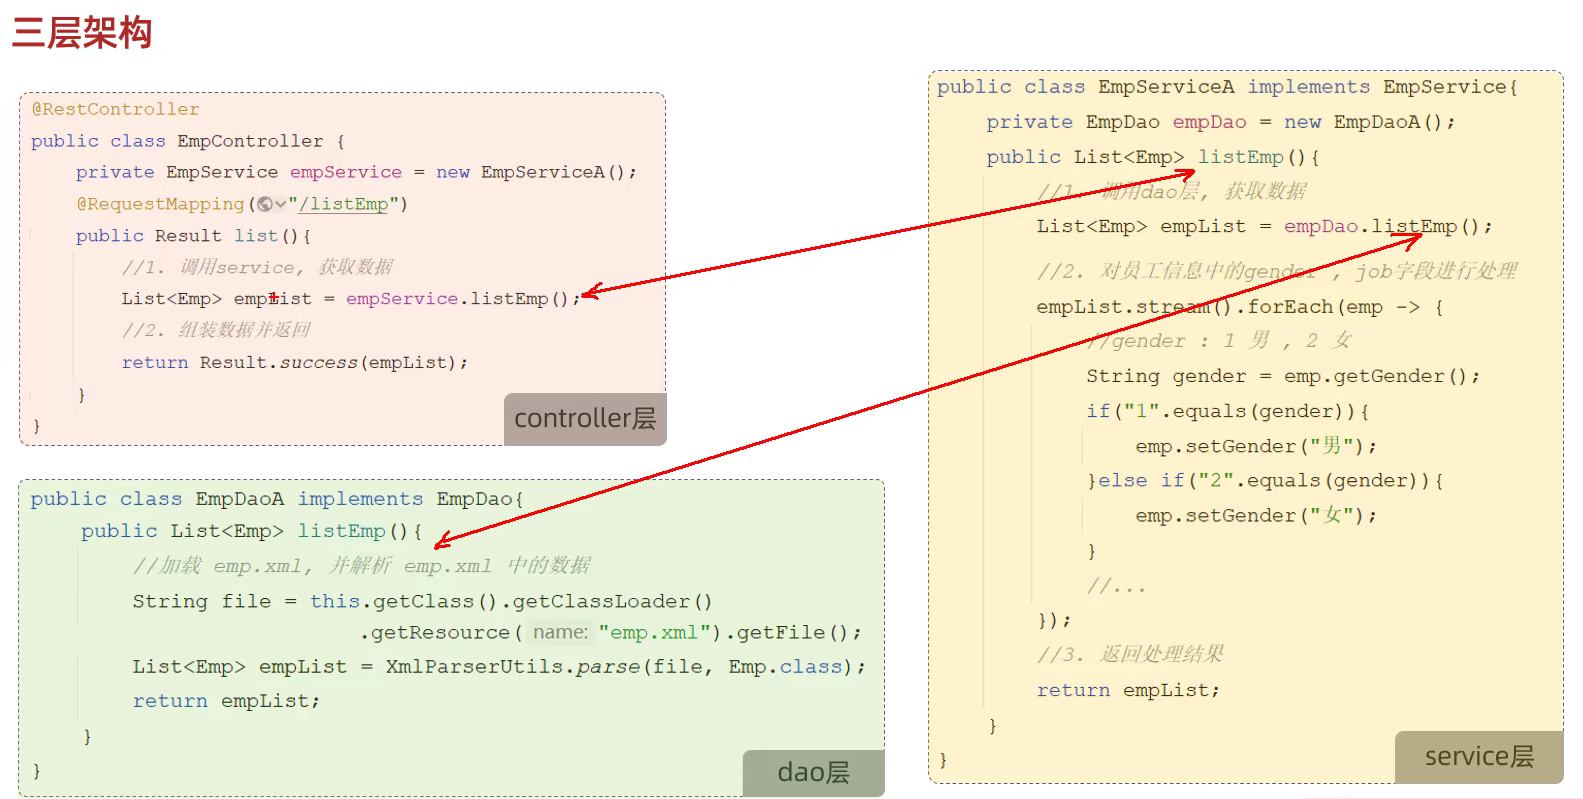 三层架构
@RestController
public class EmpController {
private EmpService empService = new EmpServiceA();
@RequestMapping("/listEmp")
public Result list(){
//1. 调用service, 获取数据
List<Emp> empList = empService.listEmp();
//2. 组装数据并返回
return Result.success(empList);
}
}
controller层
public class EmpDaoA implements EmpDao{
public List<Emp> listEmp(){
//加载 emp.xml, 并解析 emp.xml 中的数据
String file = this.getClass().getClassLoader()
.getResource( name: "emp.xml").getFile();
List<Emp> empList = XmlParserUtils.parse(file, Emp.class);
return empList;
}
}
dao层
public class EmpServiceA implements EmpService{
private EmpDao empDao = new EmpDaoA();
public List<Emp> listEmp(){
//1. 调用dao层, 获取数据
List<Emp> empList = empDao.listEmp();
//2. 对员工信息中的gender , job字段进行处理
empList.stream().forEach(emp -> {
//gender : 1 男 , 2 女
String gender = emp.getGender();
if("1".equals(gender)){
emp.setGender("男");
}else if("2".equals(gender)){
emp.setGender("女");
}
//...
});
//3. 返回处理结果
return empList;
}
}
service层